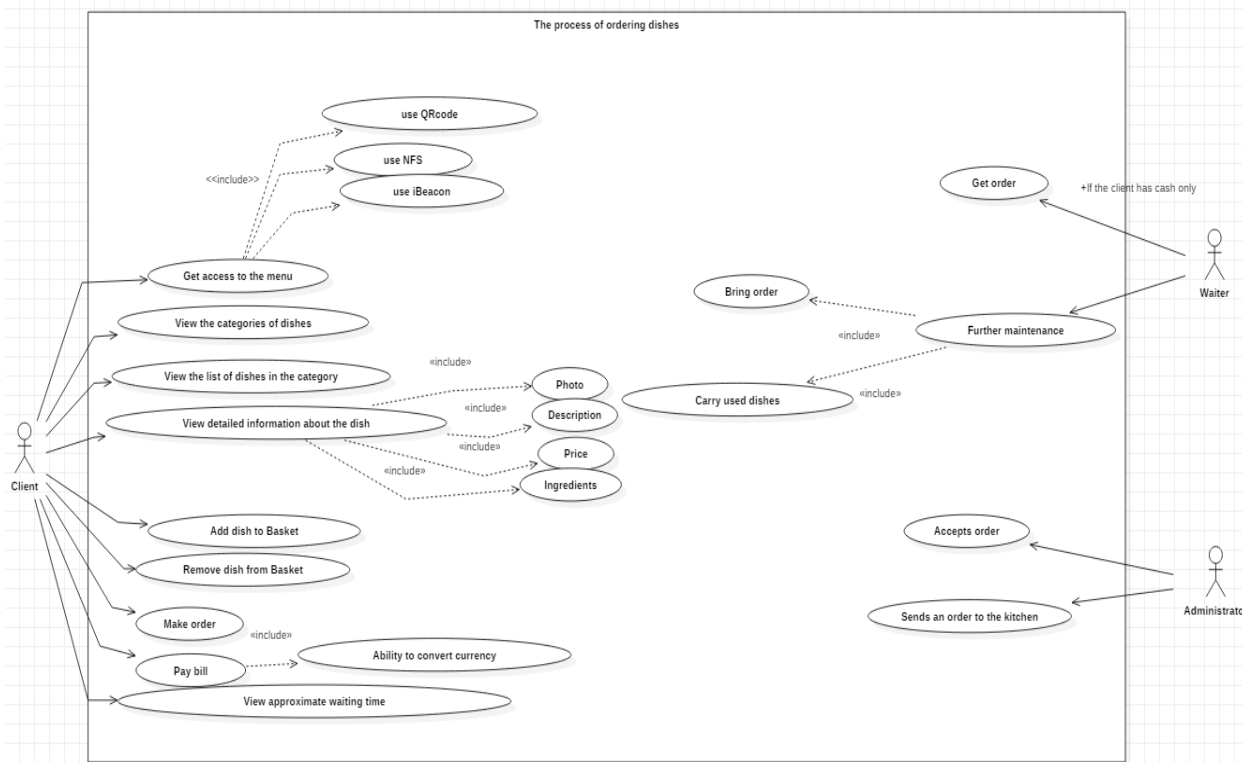 The process of ordering dishes
use QRcode
use NFS
<<include>>
use iBeacon
Get order
+If the client has cash only
Get access to the menu
Waiter
Bring order
View the categories of dishes
Further maintenance
«include»
«include»
View the list of dishes in the category
Photo
Carry used dishes
«include»
«include»
Description
View detailed information about the dish
«include»
Price
«include»
Ingredients
Client
Add dish to Basket
Accepts order
Remove dish from Basket
Administrato
Sends an order to the kitchen
Make order
«include»
Ability to convert currency
Pay bill
View approximate waiting time